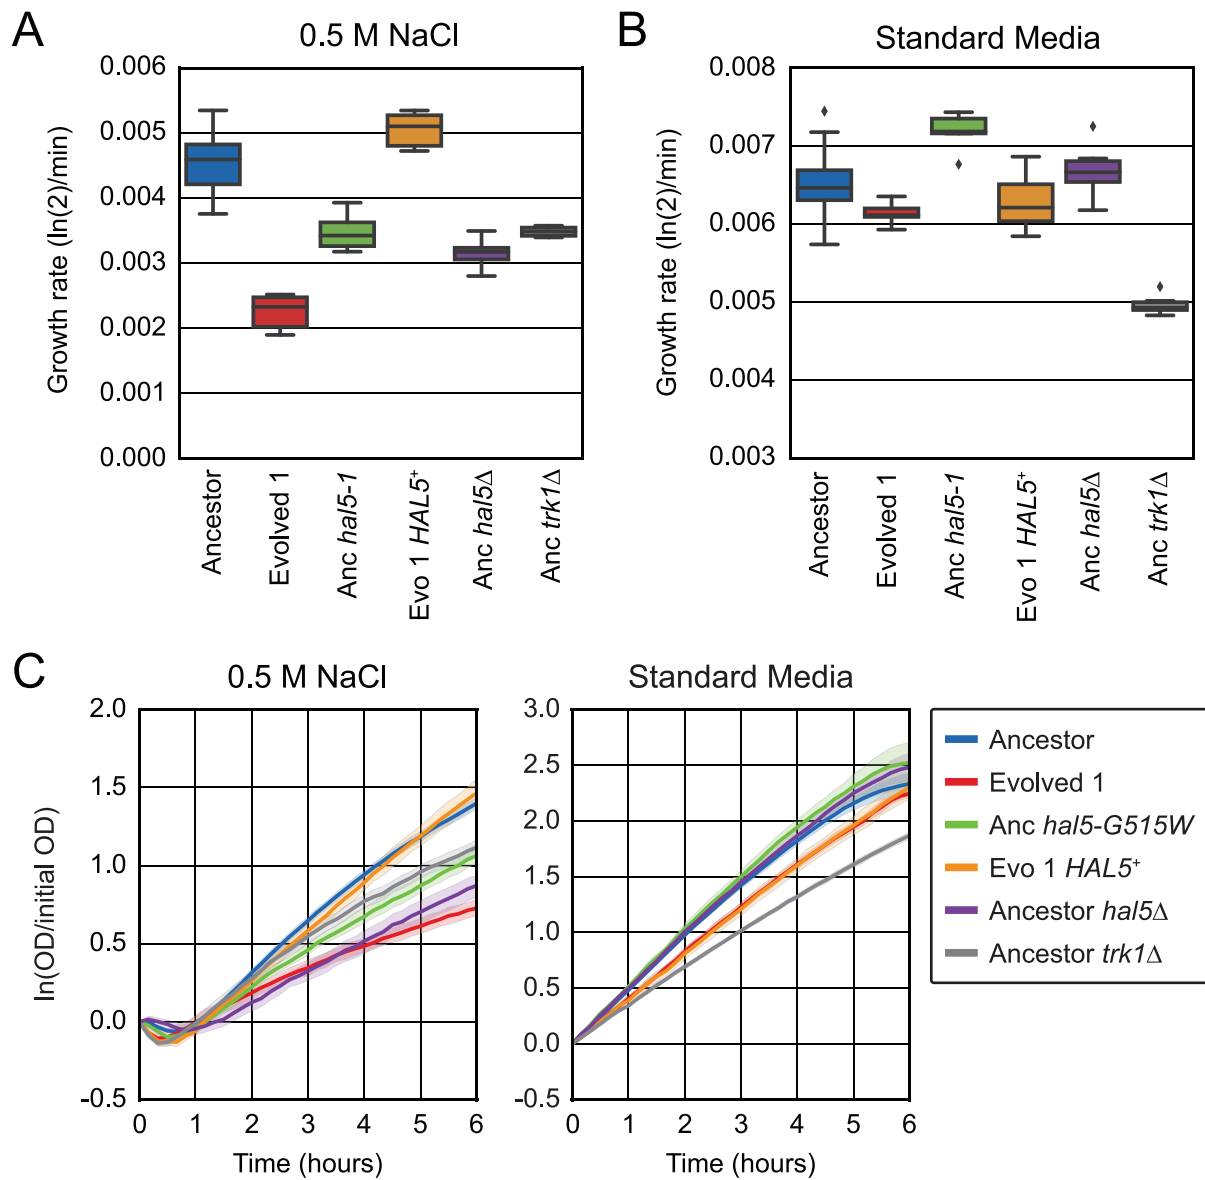 A
0.5 M NaCl
Growth rate (ln(2)/min)
0.006
0.005
0.004
0.003
0.002
0.001
0.000
Ancestor
Evolved 1
Anc hal5-1
Evo 1 HAL5⁺
Anc hal5Δ
Anc trk1Δ
B
Standard Media
Growth rate (ln(2)/min)
0.008
0.007
0.006
0.005
0.004
0.003
Ancestor
Evolved 1
Anc hal5-1
Evo 1 HAL5⁺
Anc hal5Δ
Anc trk1Δ
C
0.5 M NaCl
ln(OD/initial OD)
2.0
1.5
1.0
0.5
0.0
-0.5
0 1 2 3 4 5 6
Time (hours)
Standard Media
3.0
2.5
2.0
1.5
1.0
0.5
0.0
-0.5
0 1 2 3 4 5 6
Time (hours)
Ancestor
Evolved 1
Anc hal5-G515W
Evo 1 HAL5⁺
Ancestor hal5Δ
Ancestor trk1Δ